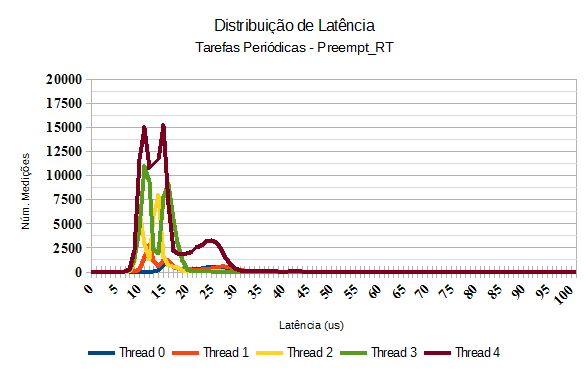 Distribuição de Latência
Tarefas Periódicas - Preempt_RT
Núm. Medições
20000
17500
15000
12500
10000
7500
5000
2500
0
0 5 10 15 20 25 30 35 40 45 50 55 60 65 70 75 80 85 90 95 100
Latência (us)
Thread 0 Thread 1 Thread 2 Thread 3 Thread 4